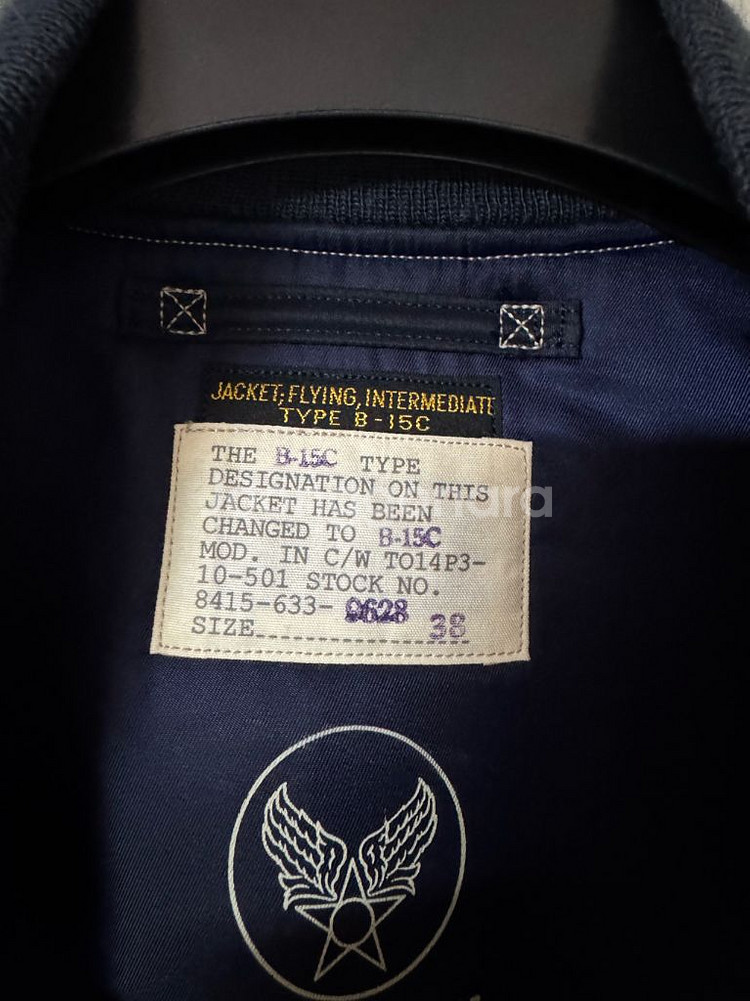 JACKET, FLYING, INTERMEDIATE
TYPE B-15C
THE B-15C TYPE
DESIGNATION ON THIS
JACKET HAS BEEN
CHANGED TO B-15C
MOD. IN C/W TO14P3-
10-501 STOCK NO.
8415-633-0628
SIZE 38